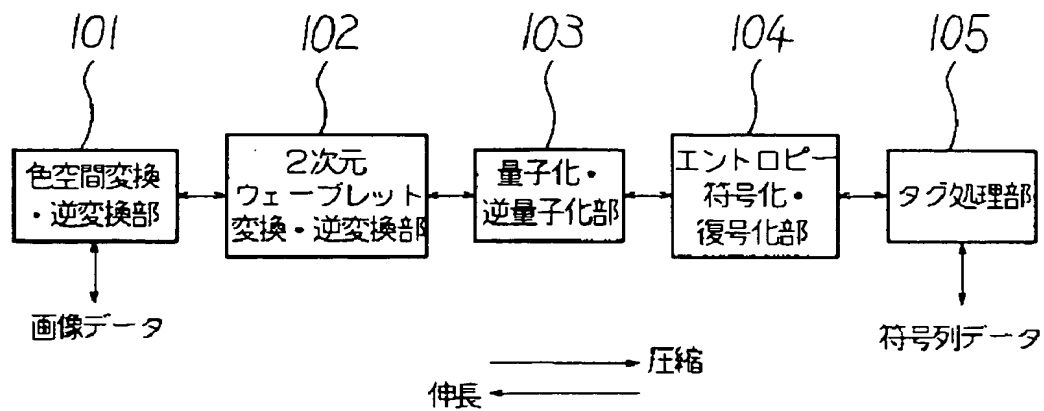 101
102
103
104
105
色空間変換
・逆変換部
2次元
ウェーブレット
変換・逆変換部
量子化・
逆量子化部
エントロピー
符号化・
復号化部
タグ処理部
画像データ
符号列データ
圧縮
伸長